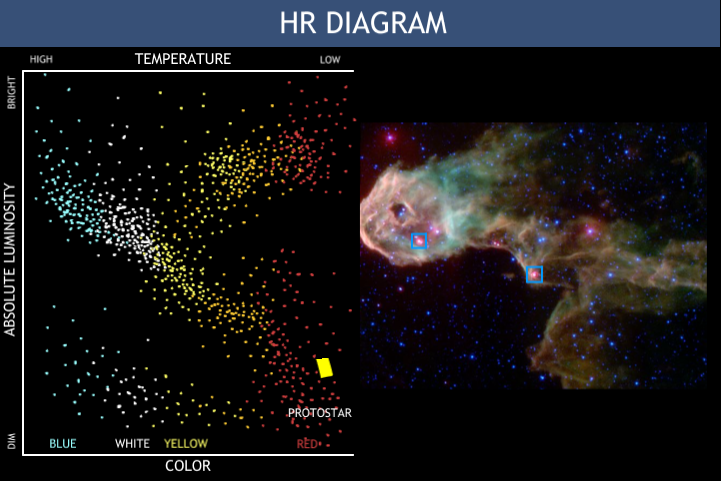 HR DIAGRAM
TEMPERATURE
HIGH
LOW
BRIGHT
ABSOLUTE LUMINOSITY
DIM
PROTOSTAR
BLUE
WHITE
YELLOW
RED
COLOR